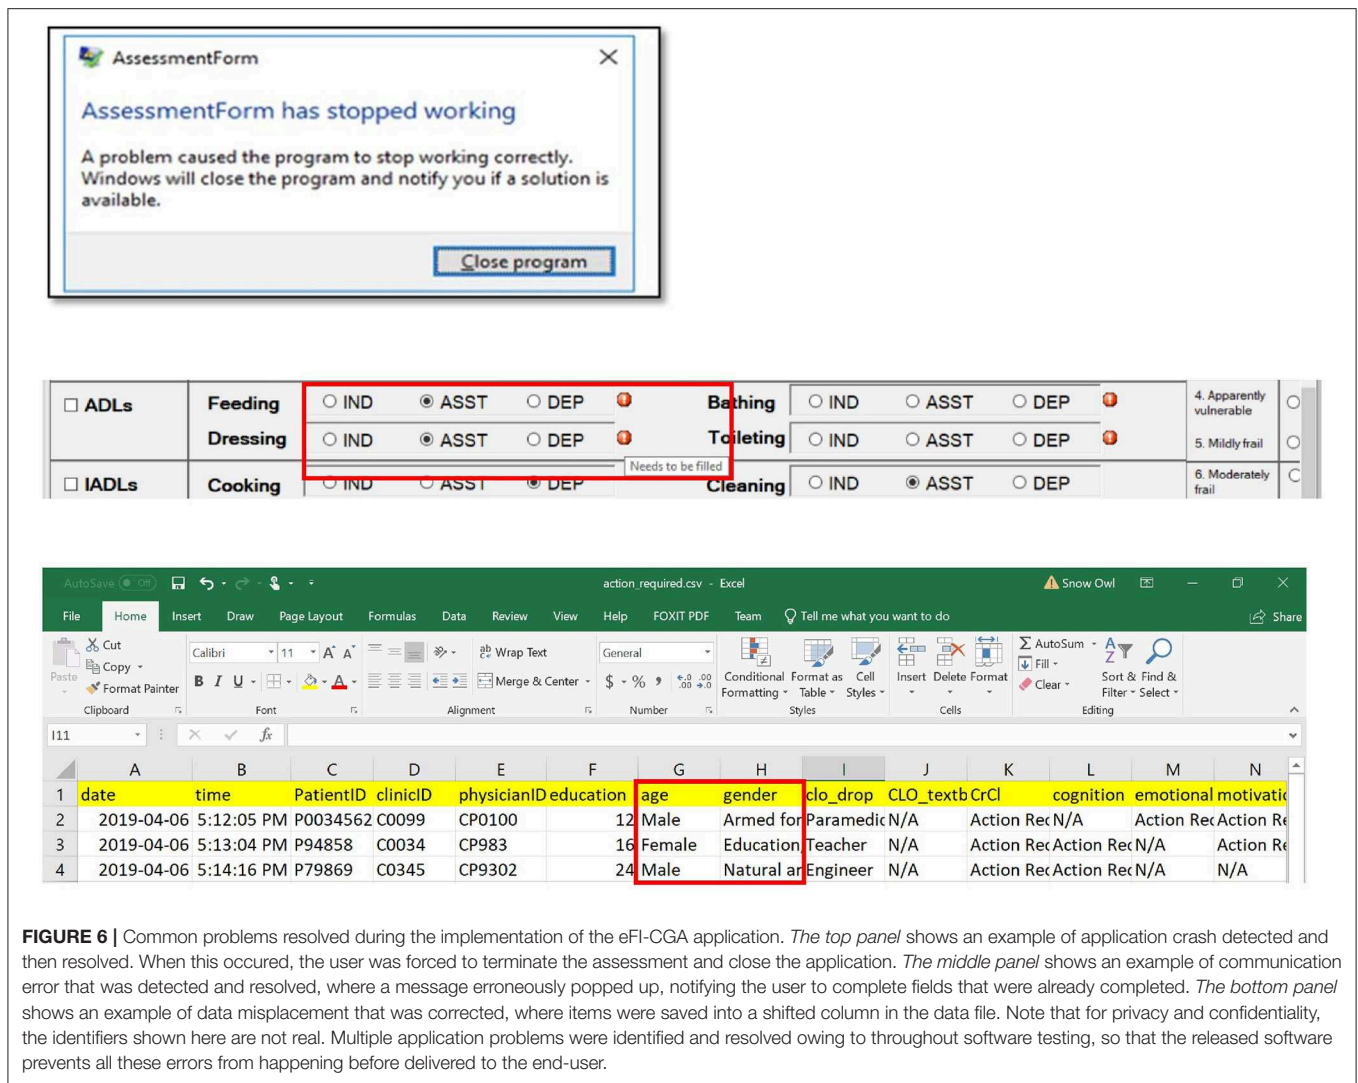 AssessmentForm
AssessmentForm has stopped working
A problem caused the program to stop working correctly.
Windows will close the program and notify you if a solution is
available.
Close program
ADLs Feeding IND ASST DEP Bathing IND ASST DEP 4. Apparently
vulnerable
Dressing IND ASST DEP Toileting IND ASST DEP 5. Mildly frail
Needs to be filled
IADLs Cooking IND ASST DEP Cleaning IND ASST DEP 6. Moderately
frail
AutoSave Off action_required.csv - Excel Snow Owl
File Home Insert Draw Page Layout Formulas Data Review View Help FOXIT PDF Team Tell me what you want to do Share
Paste Cut Copy Format Painter Clipboard
Calibri 11 A A B I U A Font
ab Wrap Text Merge & Center Alignment
General $ % , .0 .00 .00 .0 Number
Conditional Formatting Format as Table Cell Styles Styles
Insert Delete Format Cells
AutoSum Fill Clear Sort & Filter Find & Select Editing
I11 fx
A B C D E F G H I J K L M N
1 date time PatientID clinicID physicianID education age gender clo_drop CLO_textb CrCl cognition emotional motivatic
2 2019-04-06 5:12:05 PM P0034562 C0099 CP0100 12 Male Armed for Paramedic N/A Action Rec N/A Action Rec Action Re
3 2019-04-06 5:13:04 PM P94858 C0034 CP983 16 Female Education, Teacher N/A Action Rec Action Rec N/A Action Re
4 2019-04-06 5:14:16 PM P79869 C0345 CP9302 24 Male Natural ar Engineer N/A Action Rec Action Rec N/A N/A
FIGURE 6 | Common problems resolved during the implementation of the eFI-CGA application. The top panel shows an example of application crash detected and
then resolved. When this occured, the user was forced to terminate the assessment and close the application. The middle panel shows an example of communication
error that was detected and resolved, where a message erroneously popped up, notifying the user to complete fields that were already completed. The bottom panel
shows an example of data misplacement that was corrected, where items were saved into a shifted column in the data file. Note that for privacy and confidentiality,
the identifiers shown here are not real. Multiple application problems were identified and resolved owing to throughout software testing, so that the released software
prevents all these errors from happening before delivered to the end-user.